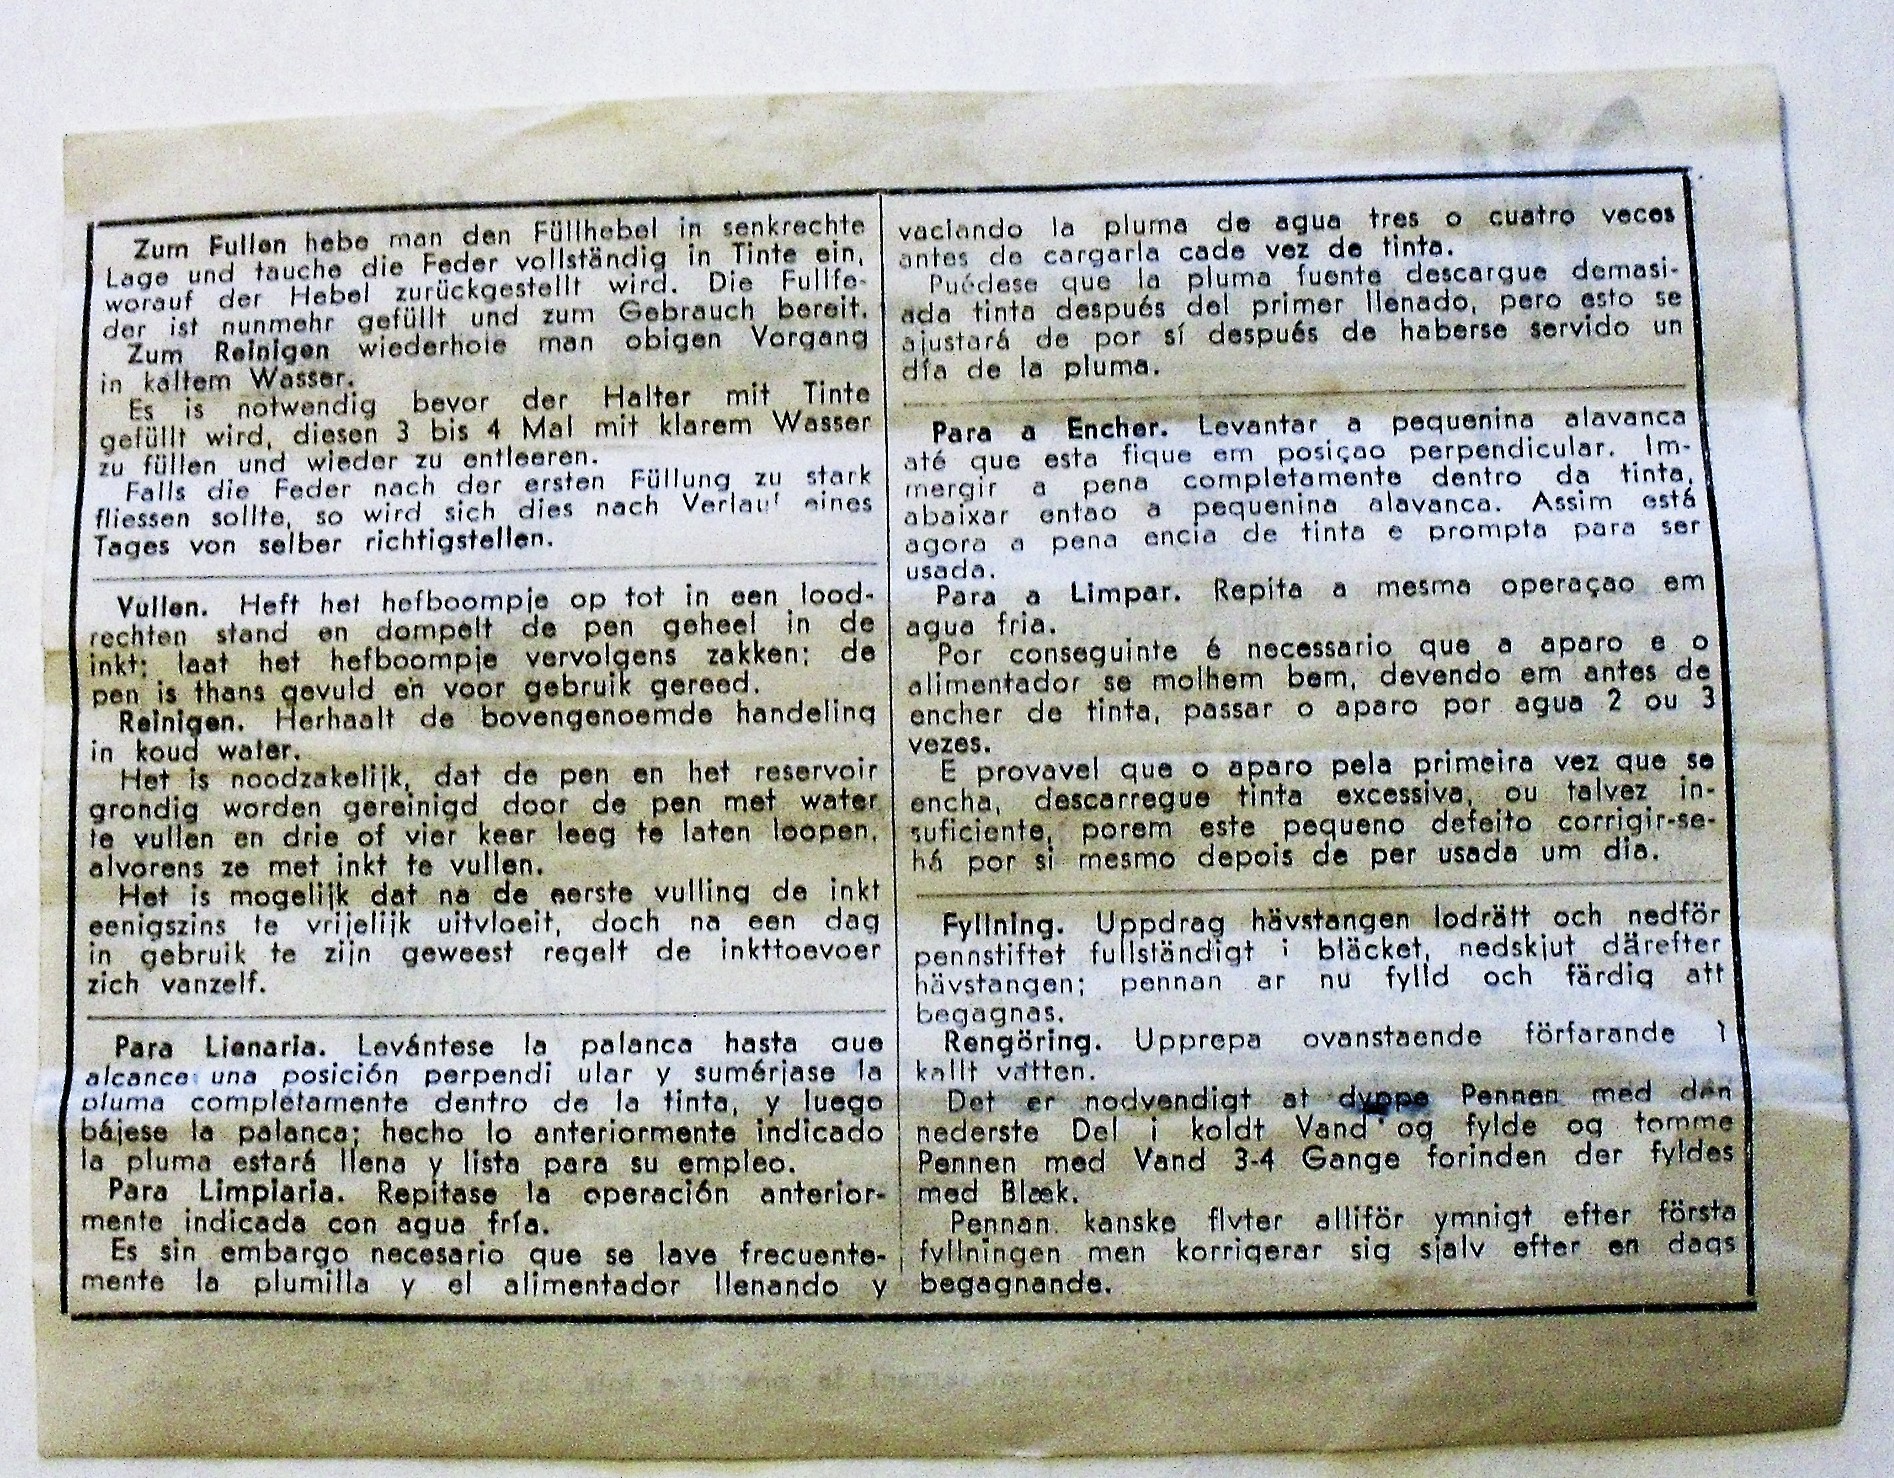 Zum Fullen hebe man den Füllhebel in senkrechte
Lage und tauche die Feder vollständig in Tinte ein,
worauf der Hebel zurückgestellt wird. Die Fullfe-
der ist nunmehr gefüllt und zum Gebrauch bereit.
Zum Reinigen wiederhole man obigen Vorgang
in kaltem Wasser.
Es is notwendig bevor der Halter mit Tinte
gefüllt wird, diesen 3 bis 4 Mal mit klarem Wasser
zu füllen und wieder zu entleeren.
Falls die Feder nach der ersten Füllung zu stark
fliessen sollte, so wird sich dies nach Verlauf eines
Tages von selber richtigstellen.
Vullen. Heft het hefboompje op tot in een lood-
rechten stand en dompelt de pen geheel in de
inkt; laat het hefboompje vervolgens zakken; de
pen is thans gevuld en voor gebruik gereed.
Reinigen. Herhaalt de bovengenoemde handeling
in koud water.
Het is noodzakelijk, dat de pen en het reservoir
grondig worden gereinigd door de pen met water
te vullen en drie of vier keer leeg te laten loopen,
alvorens ze met inkt te vullen.
Het is mogelijk dat na de eerste vulling de inkt
eenigszins te vrijelijk uitvloeit, doch na een dag
in gebruik te zijn geweest regelt de inkttoevoer
zich vanzelf.
Para Llenarla. Levántese la palanca hasta que
alcance una posición perpendi ular y sumérjase la
pluma completamente dentro de la tinta, y luego
bájese la palanca; hecho lo anteriormente indicado
la pluma estará llena y lista para su empleo.
Para Limpiarla. Repítase la operación anterior-
mente indicada con agua fría.
Es sin embargo necesario que se lave frecuente-
mente la plumilla y el alimentador llenando y
vaciando la pluma de agua tres o cuatro veces
antes de cargarla cade vez de tinta.
Puédese que la pluma fuente descargue demasi-
ada tinta después del primer llenado, pero esto se
ajustará de por sí después de haberse servido un
día de la pluma.
Para a Encher. Levantar a pequenina alavanca
até que esta fique em posiçao perpendicular. Im-
mergir a pena completamente dentro da tinta,
abaixar entao a pequenina alavanca. Assim está
agora a pena encia de tinta e prompta para ser
usada.
Para a Limpar. Repita a mesma operaçao em
agua fria.
Por conseguinte é necessario que a aparo e o
alimentador se molhem bem, devendo em antes de
encher de tinta, passar o aparo por agua 2 ou 3
vezes.
E provavel que o aparo pela primeira vez que se
encha, descarregue tinta excessiva, ou talvez in-
suficiente, porem este pequeno defeito corrigir-se-
há por si mesmo depois de per usada um dia.
Fyllning. Uppdrag hävstangen lodrätt och nedför
pennstiftet fullständigt i bläcket, nedskjut därefter
hävstangen; pennan ar nu fylld och färdig att
begagnas.
Rengöring. Upprepa ovanstaende förfarande i
kallt vatten.
Det er nodvendigt at dyppe Pennen med den
nederste Del i koldt Vand og fylde og tomme
Pennen med Vand 3-4 Gange forinden der fyldes
med Blæk.
Pennan kanske flyter alliför ymnigt efter första
fyllningen men korrigerar sig sjalv efter en dags
begagnande.